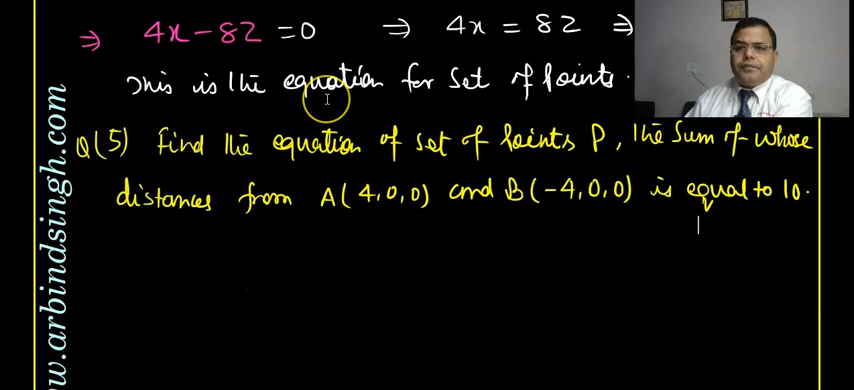 ⇒ 4x - 8z = 0 ⇒ 4x = 8z ⇒
This is the equation for set of points.
Q(5) Find the equation of set of points P, the sum of whose
distances from A(4,0,0) and B(-4,0,0) is equal to 10.
w.arbindsingh.com